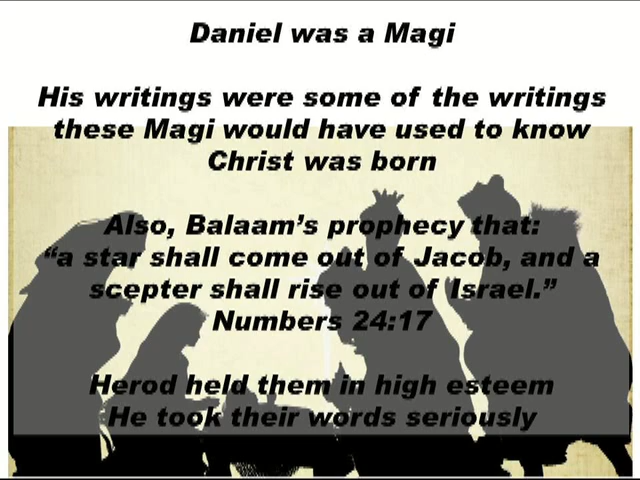 Daniel was a Magi
His writings were some of the writings
these Magi would have used to know
Christ was born
Also, Balaam's prophecy that:
“a star shall come out of Jacob, and a
scepter shall rise out of Israel.”
Numbers 24:17
Herod held them in high esteem
He took their words seriously